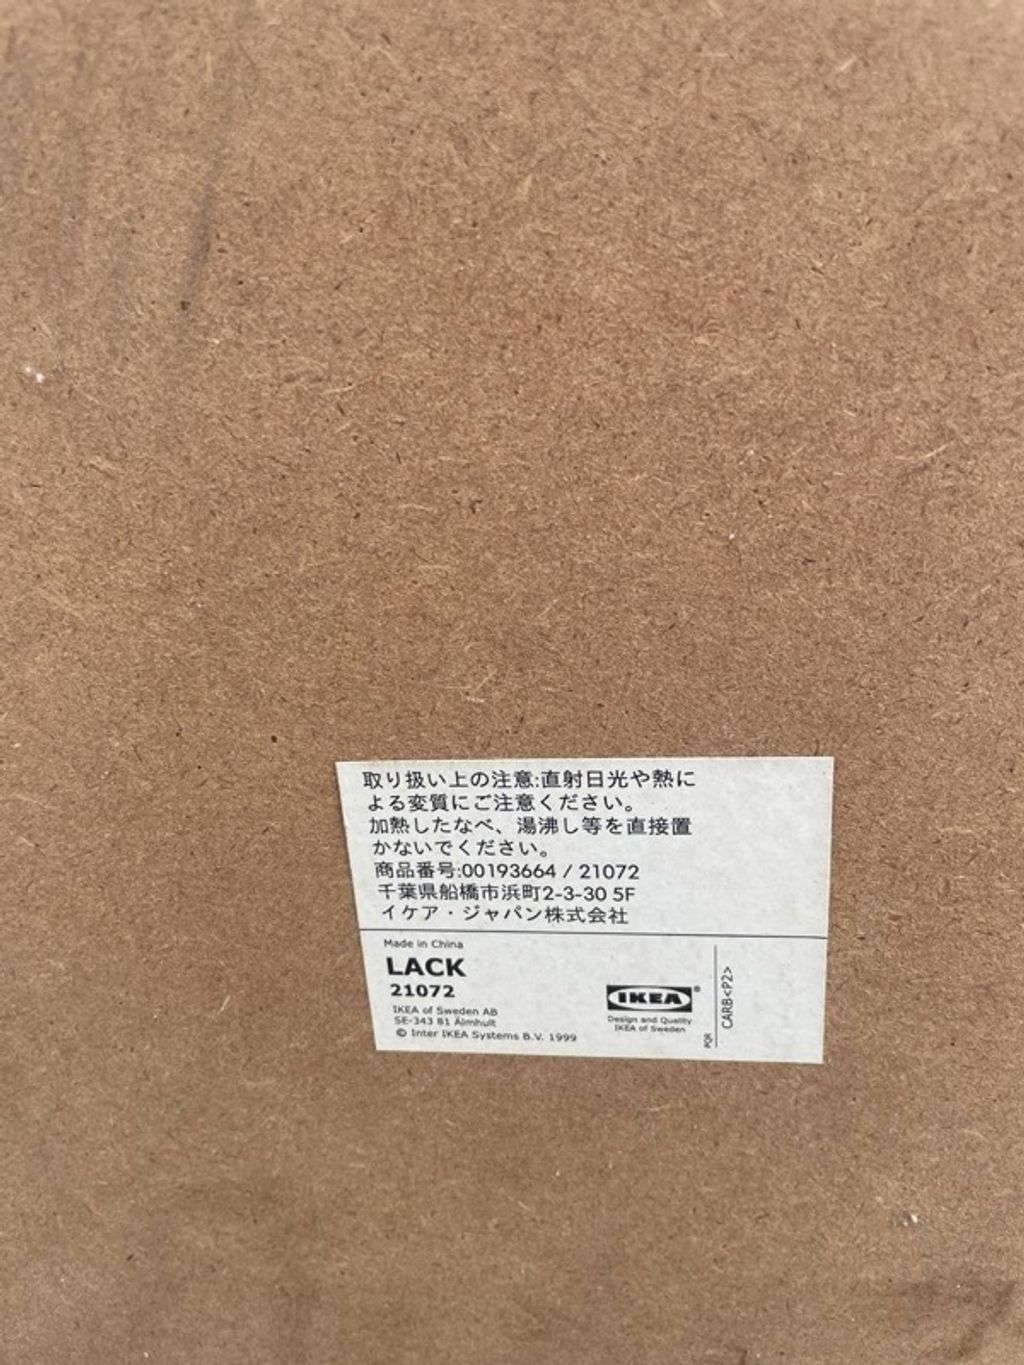 取り扱い上の注意:直射日光や熱に
よる変質にご注意ください。
加熱したなべ、湯沸し等を直接置
かないでください。
商品番号:00193664 / 21072
千葉県船橋市浜町2-3-30 5F
イケア・ジャパン株式会社
Made in China
LACK
21072
IKEA of Sweden AB
SE-343 81 Älmhult
© Inter IKEA Systems B.V. 1999
IKEA®
Design and Quality
IKEA of Sweden
PQR
CARB<P2>